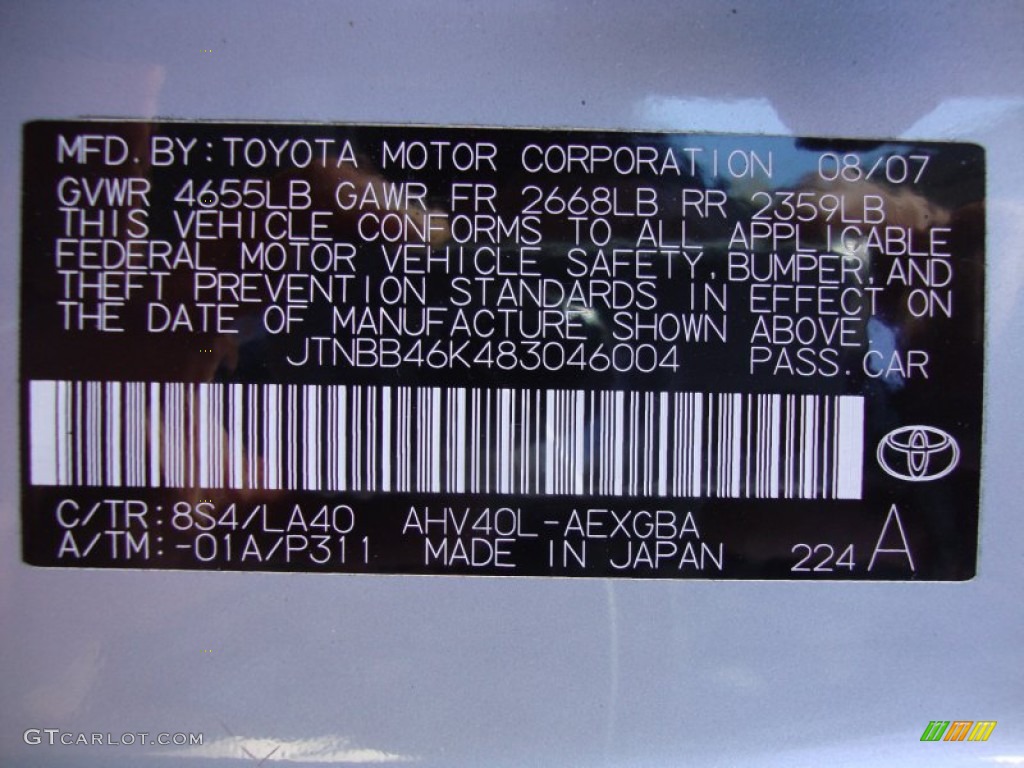 MFD. BY: TOYOTA MOTOR CORPORATION 08/07
GVWR 4655LB GAWR FR 2668LB RR 2359LB
THIS VEHICLE CONFORMS TO ALL APPLICABLE
FEDERAL MOTOR VEHICLE SAFETY, BUMPER, AND
THEFT PREVENTION STANDARDS IN EFFECT ON
THE DATE OF MANUFACTURE SHOWN ABOVE.
JTNBB46K483046004 PASS. CAR
C/TR: 8S4/LA40 AHV40L-AEXGBA
A/TM: -01A/P311 MADE IN JAPAN 224 A
GTCARLOT.COM